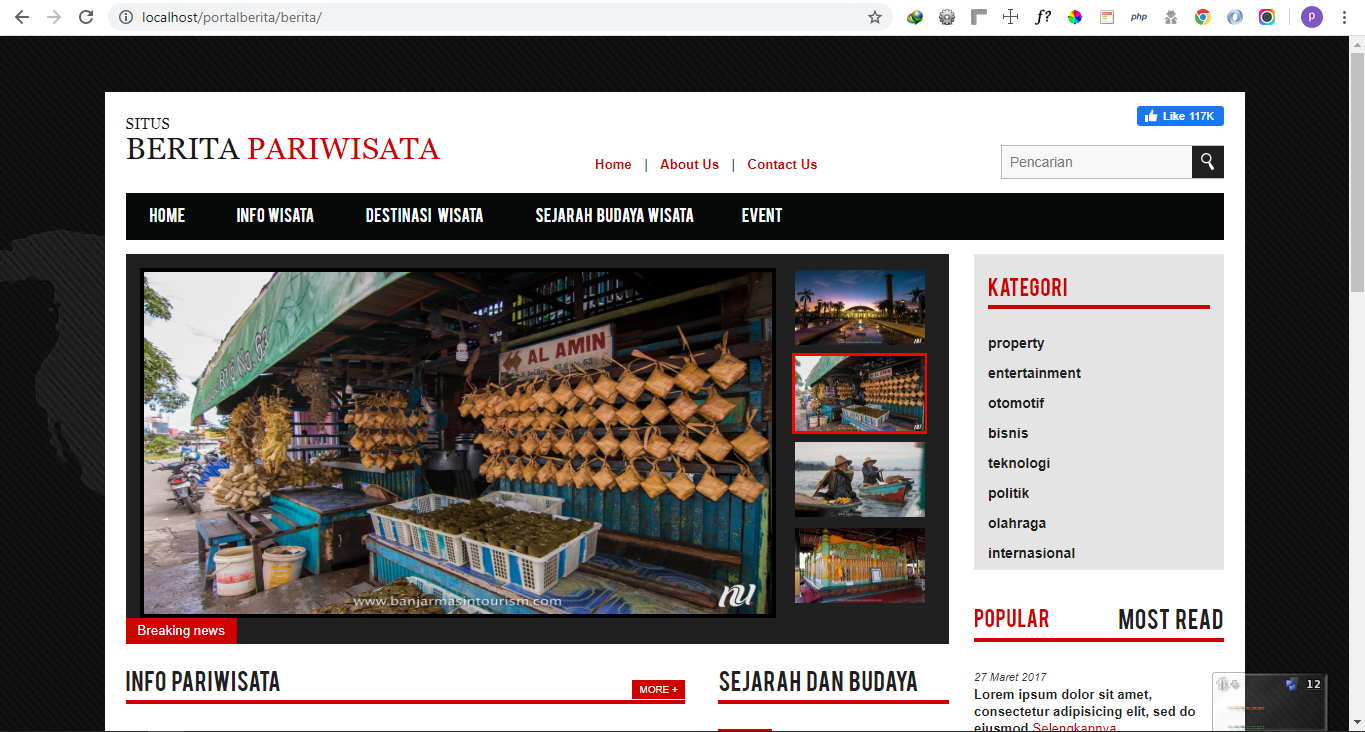 localhost/portalberita/berita/
SITUS
BERITA PARIWISATA
Like 117K
Home | About Us | Contact Us
Pencarian
HOME INFO WISATA DESTINASI WISATA SEJARAH BUDAYA WISATA EVENT
AL AMIN
www.banjarmasintourism.com
Breaking news
KATEGORI
property
entertainment
otomotif
bisnis
teknologi
politik
olahraga
internasional
POPULAR MOST READ
INFO PARIWISATA
MORE +
SEJARAH DAN BUDAYA
27 Maret 2017
Lorem ipsum dolor sit amet,
consectetur adipisicing elit, sed do
eiusmod Selengkapnya
12